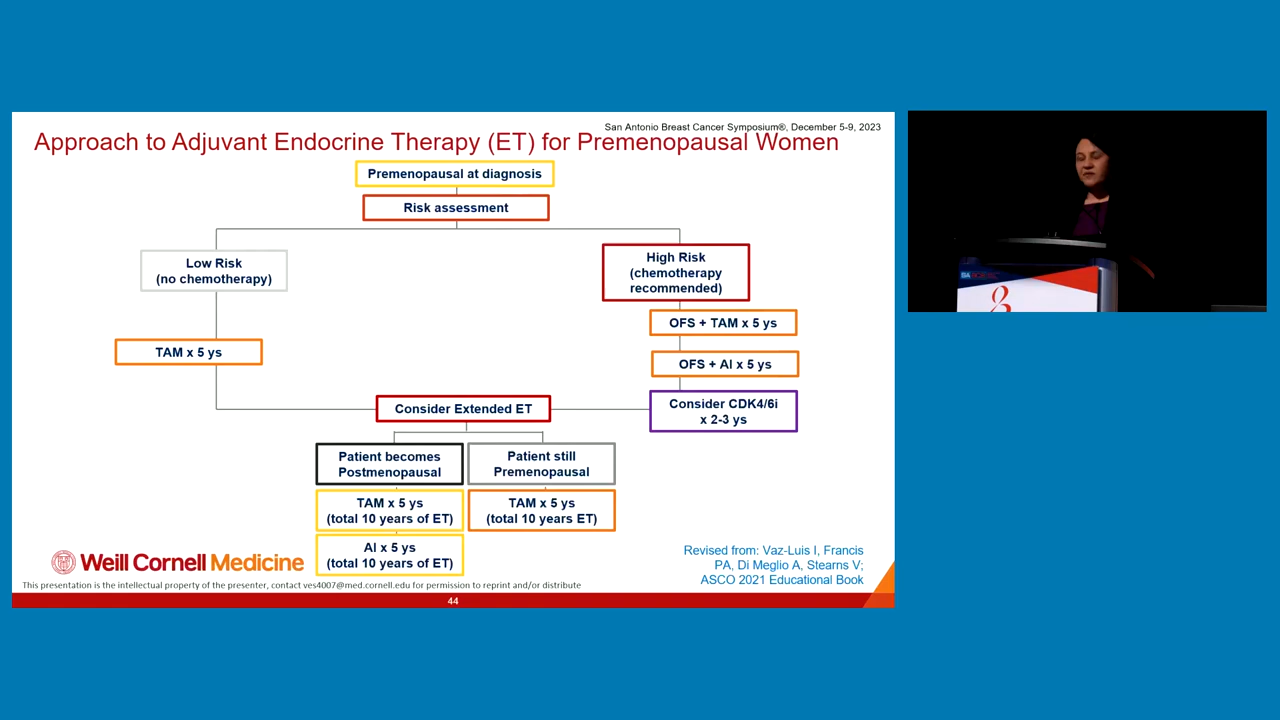 San Antonio Breast Cancer Symposium®, December 5-9, 2023
Approach to Adjuvant Endocrine Therapy (ET) for Premenopausal Women
Premenopausal at diagnosis
Risk assessment
Low Risk
(no chemotherapy)
High Risk
(chemotherapy
recommended)
OFS + TAM x 5 ys
TAM x 5 ys
OFS + AI x 5 ys
Consider Extended ET
Consider CDK4/6i
x 2-3 ys
Patient becomes
Postmenopausal
Patient still
Premenopausal
TAM x 5 ys
(total 10 years of ET)
TAM x 5 ys
(total 10 years ET)
AI x 5 ys
(total 10 years of ET)
Weill Cornell Medicine
Revised from: Vaz-Luis I, Francis
PA, Di Meglio A, Stearns V;
ASCO 2021 Educational Book
This presentation is the intellectual property of the presenter, contact ves4007@med.cornell.edu for permission to reprint and/or distribute
44